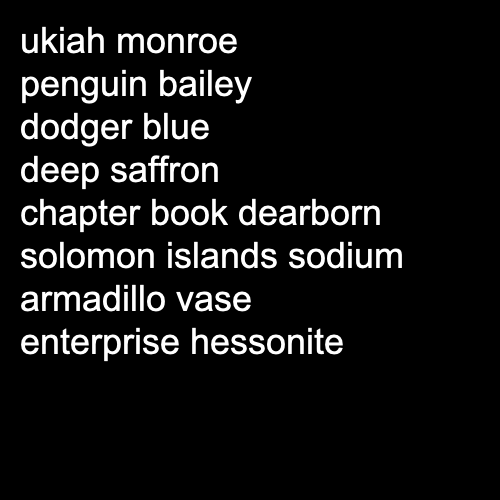 ukiah monroe
penguin bailey
dodger blue
deep saffron
chapter book dearborn
solomon islands sodium
armadillo vase
enterprise hessonite